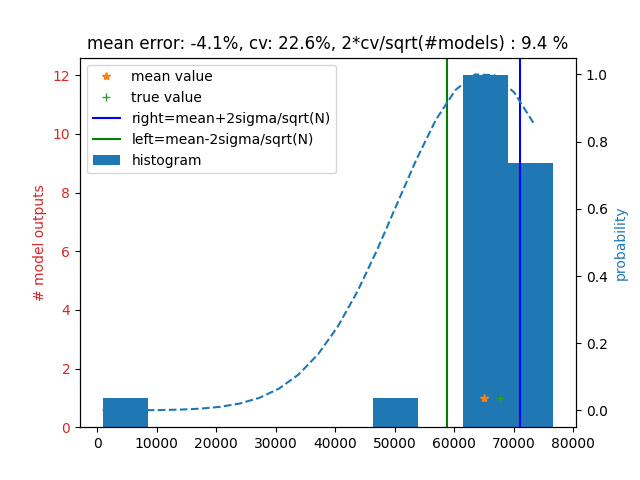 mean error: -4.1%, cv: 22.6%, 2*cv/sqrt(#models) : 9.4 %
mean value
true value
right=mean+2sigma/sqrt(N)
left=mean-2sigma/sqrt(N)
histogram
# model outputs
12
10
8
6
4
2
0
1.0
0.8
0.6
0.4
0.2
0.0
probability
0 10000 20000 30000 40000 50000 60000 70000 80000